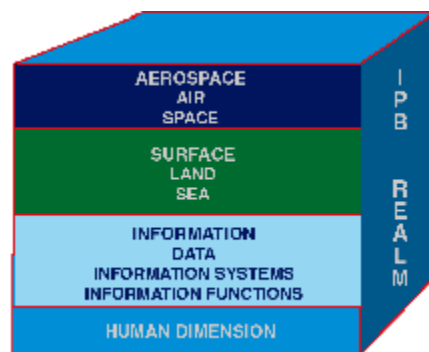 AEROSPACE
AIR
SPACE
SURFACE
LAND
SEA
INFORMATION
DATA
INFORMATION SYSTEMS
INFORMATION FUNCTIONS
HUMAN DIMENSION
IPB REALM